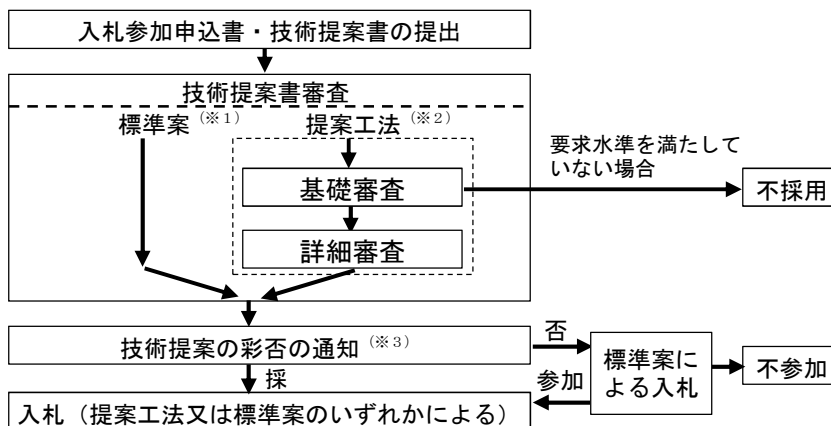 入札参加申込書・技術提案書の提出
技術提案書審査
標準案（※1）
提案工法（※2）
要求水準を満たして
いない場合
基礎審査
不採用
詳細審査
技術提案の彩否の通知（※3）
否
採
参加
標準案に
よる入札
不参加
入札（提案工法又は標準案のいずれかによる）